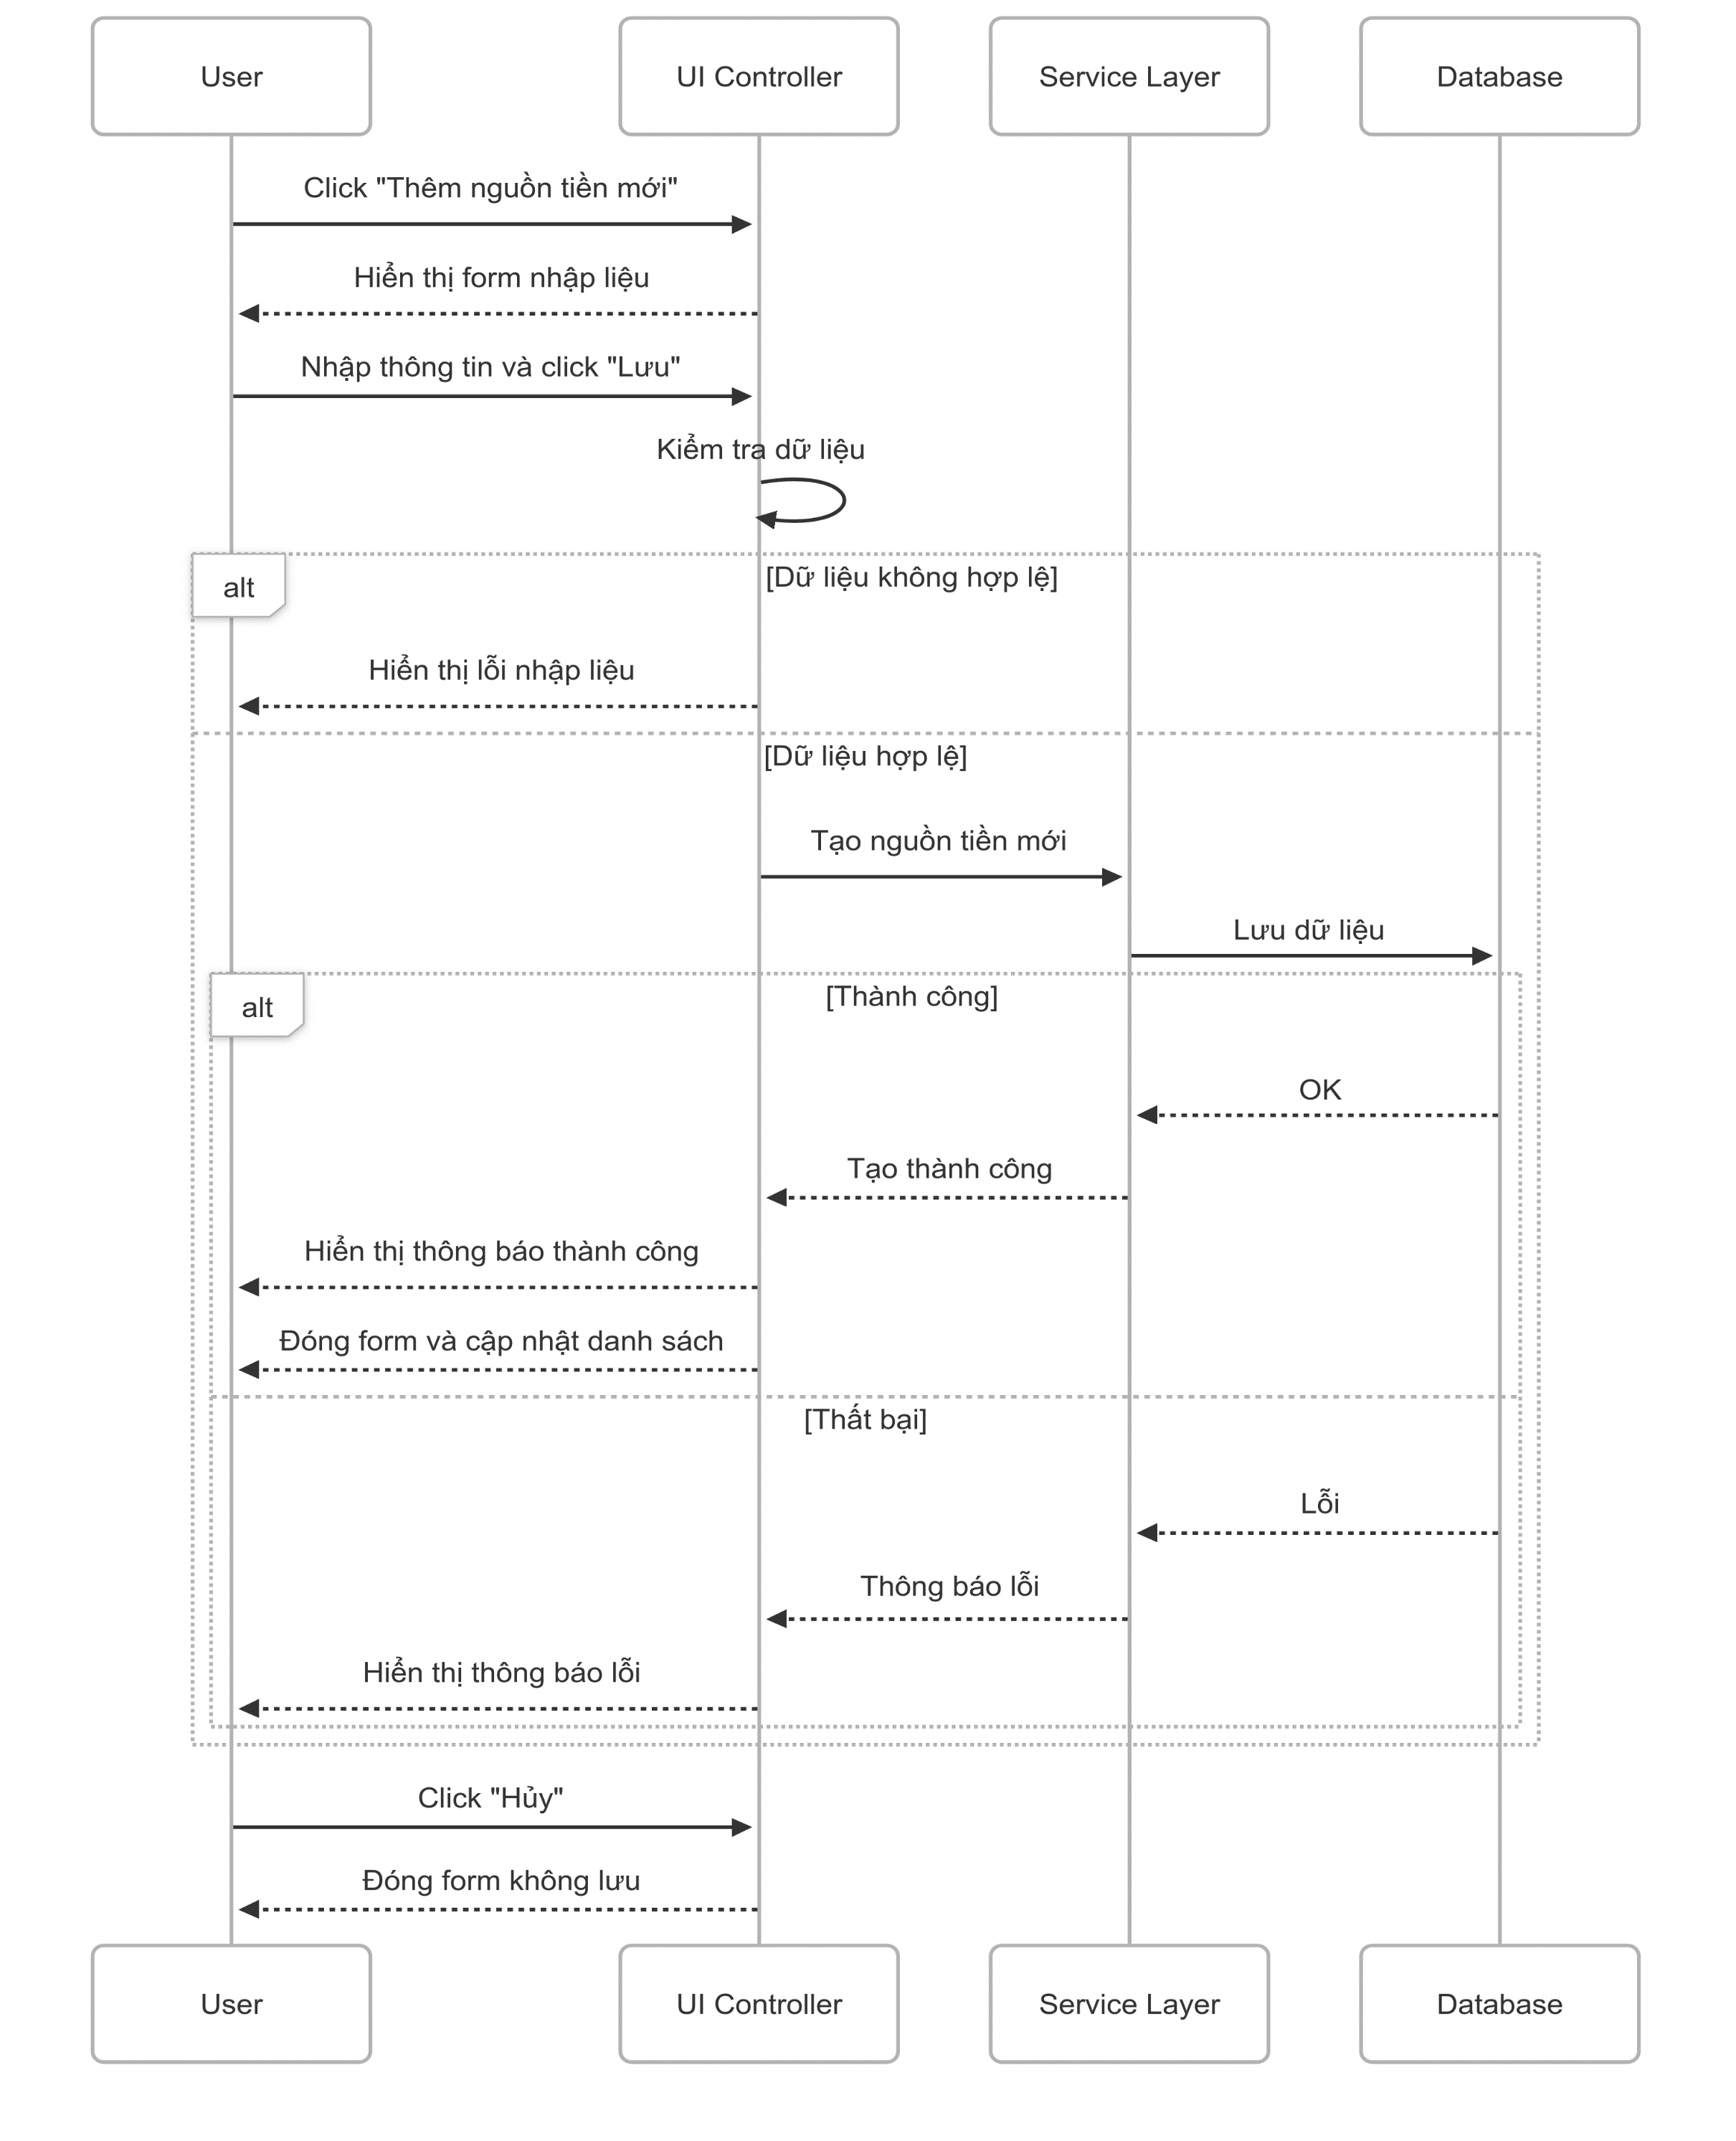 User
UI Controller
Service Layer
Database
Click "Thêm nguồn tiền mới"
Hiển thị form nhập liệu
Nhập thông tin và click "Lưu"
Kiểm tra dữ liệu
alt
[Dữ liệu không hợp lệ]
Hiển thị lỗi nhập liệu
[Dữ liệu hợp lệ]
Tạo nguồn tiền mới
Lưu dữ liệu
alt
[Thành công]
OK
Tạo thành công
Hiển thị thông báo thành công
Đóng form và cập nhật danh sách
[Thất bại]
Lỗi
Thông báo lỗi
Hiển thị thông báo lỗi
Click "Hủy"
Đóng form không lưu
User
UI Controller
Service Layer
Database